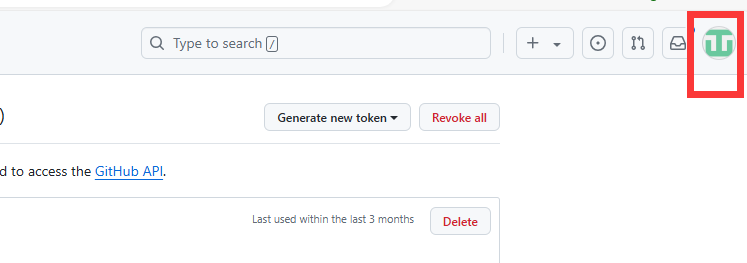 Type to search /
)
Generate new token
Revoke all
d to access the GitHub API.
Last used within the last 3 months
Delete